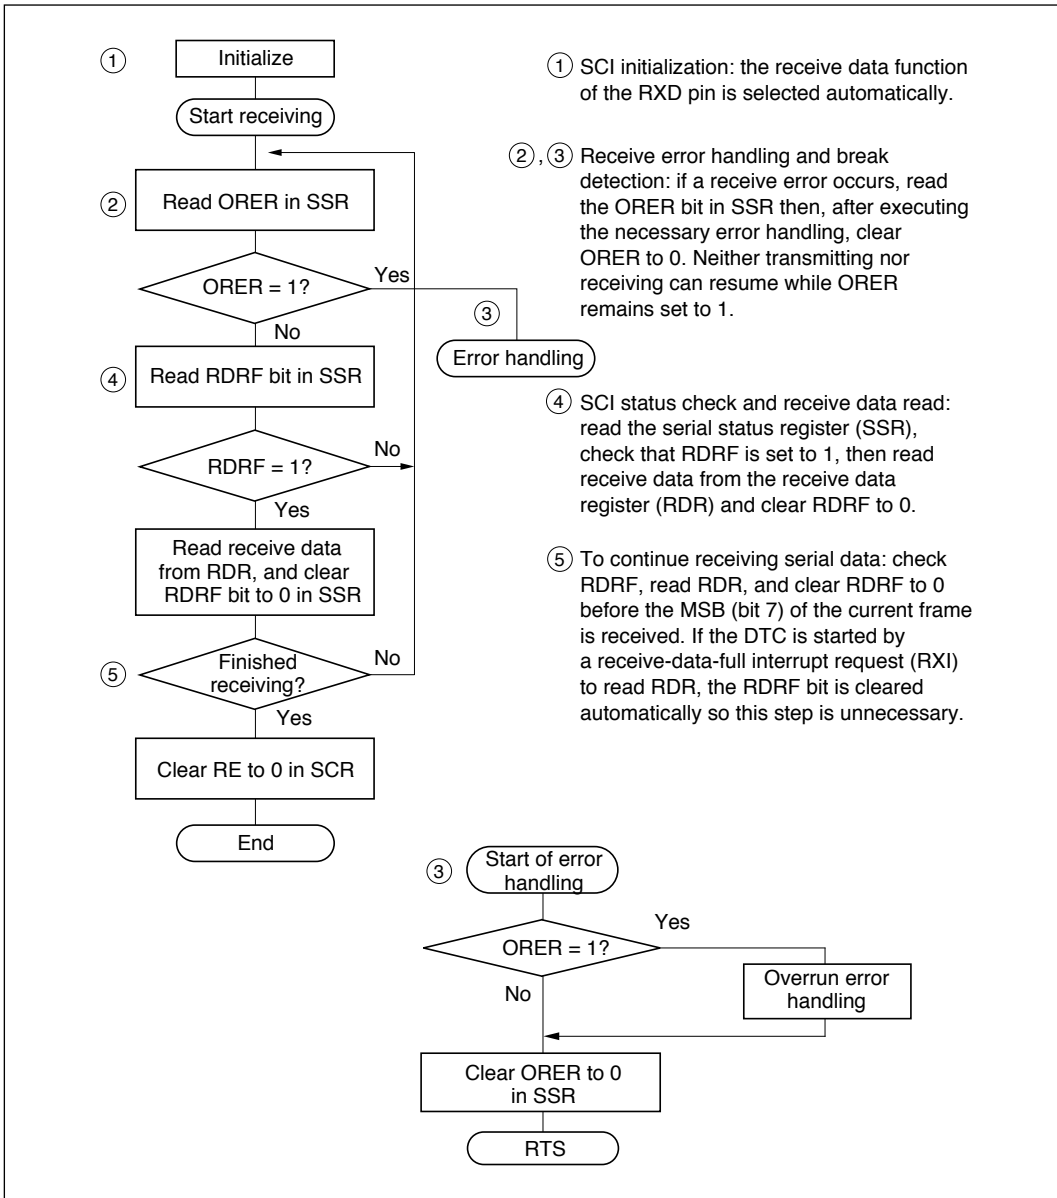 ① Initialize
Start receiving
② Read ORER in SSR
ORER = 1?
Yes
No
③
Error handling
④ Read RDRF bit in SSR
RDRF = 1?
No
Yes
Read receive data
from RDR, and clear
RDRF bit to 0 in SSR
⑤ Finished
receiving?
No
Yes
Clear RE to 0 in SCR
End
① SCI initialization: the receive data function
of the RXD pin is selected automatically.
②, ③ Receive error handling and break
detection: if a receive error occurs, read
the ORER bit in SSR then, after executing
the necessary error handling, clear
ORER to 0. Neither transmitting nor
receiving can resume while ORER
remains set to 1.
④ SCI status check and receive data read:
read the serial status register (SSR),
check that RDRF is set to 1, then read
receive data from the receive data
register (RDR) and clear RDRF to 0.
⑤ To continue receiving serial data: check
RDRF, read RDR, and clear RDRF to 0
before the MSB (bit 7) of the current frame
is received. If the DTC is started by
a receive-data-full interrupt request (RXI)
to read RDR, the RDRF bit is cleared
automatically so this step is unnecessary.
③ Start of error
handling
ORER = 1?
Yes
No
Overrun error
handling
Clear ORER to 0
in SSR
RTS